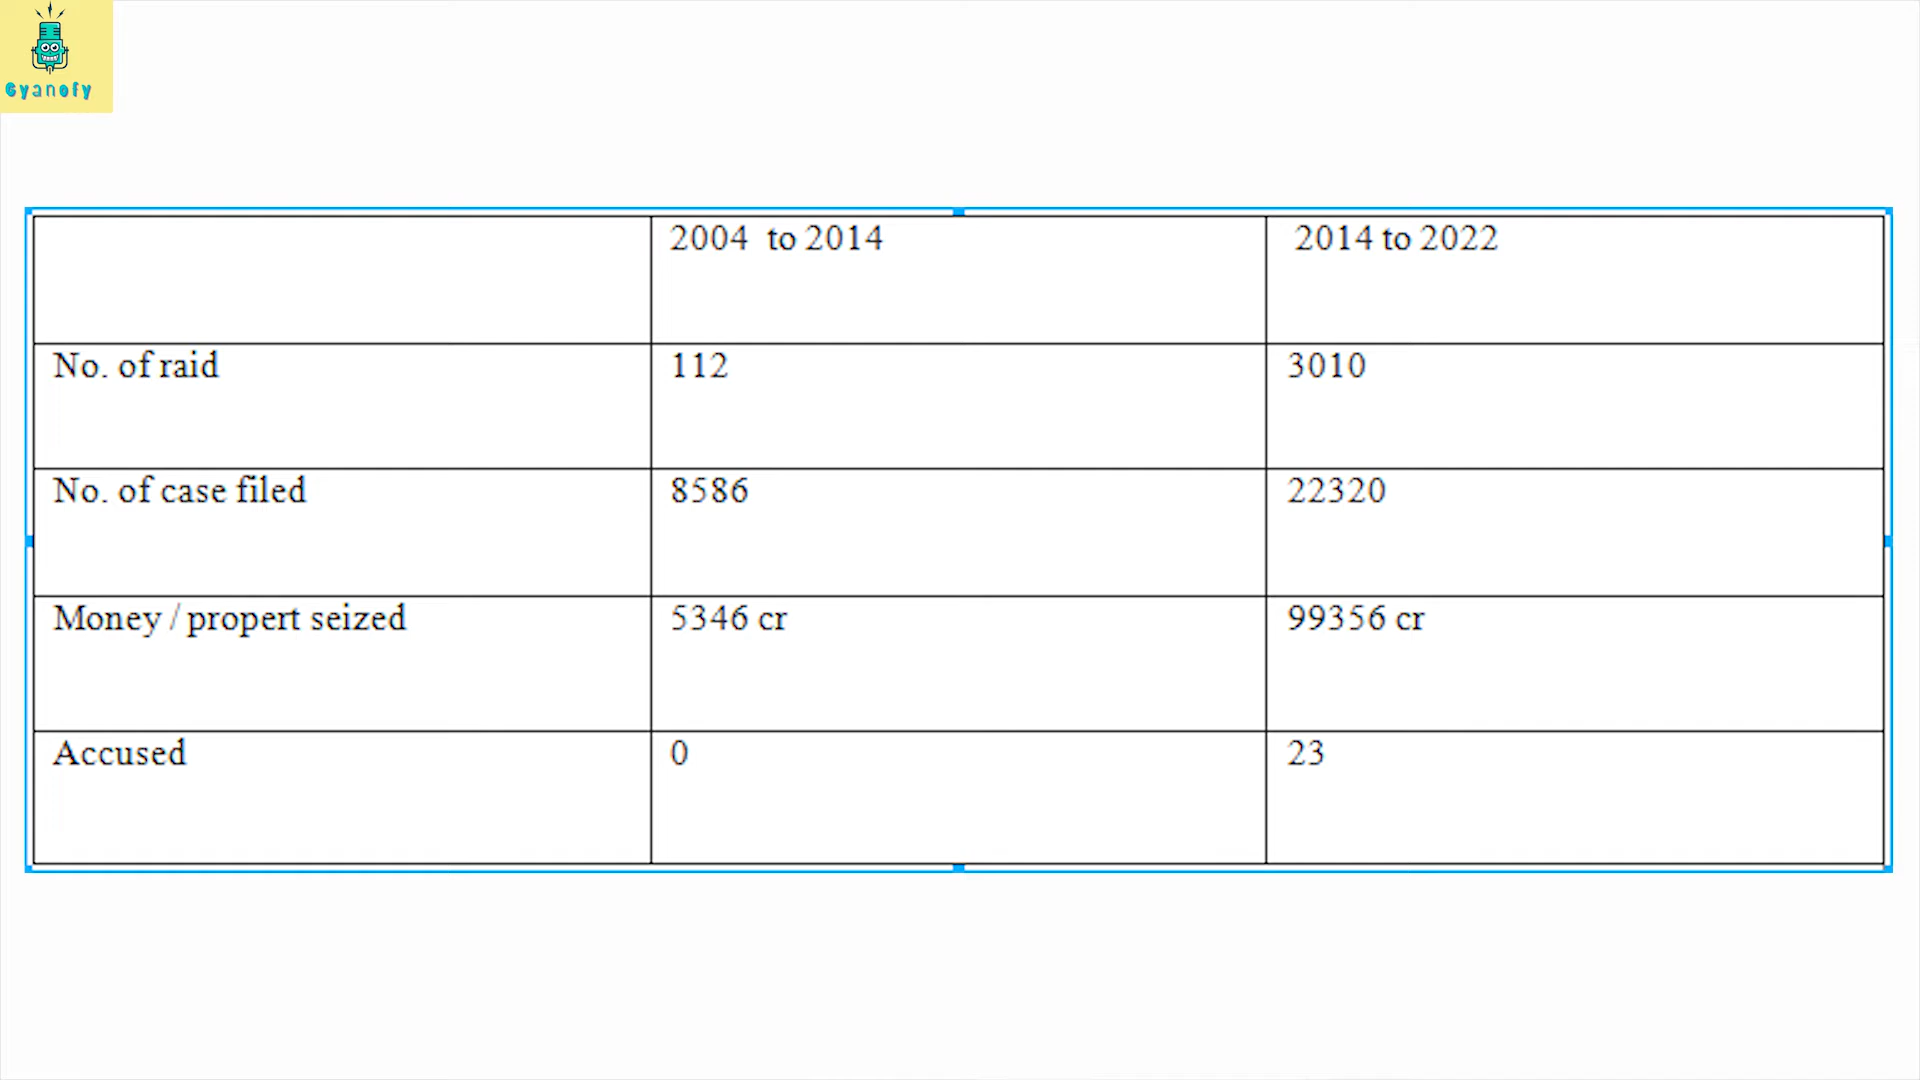 Gyanofy
2004 to 2014 2014 to 2022
No. of raid 112 3010
No. of case filed 8586 22320
Money / propert seized 5346 cr 99356 cr
Accused 0 23